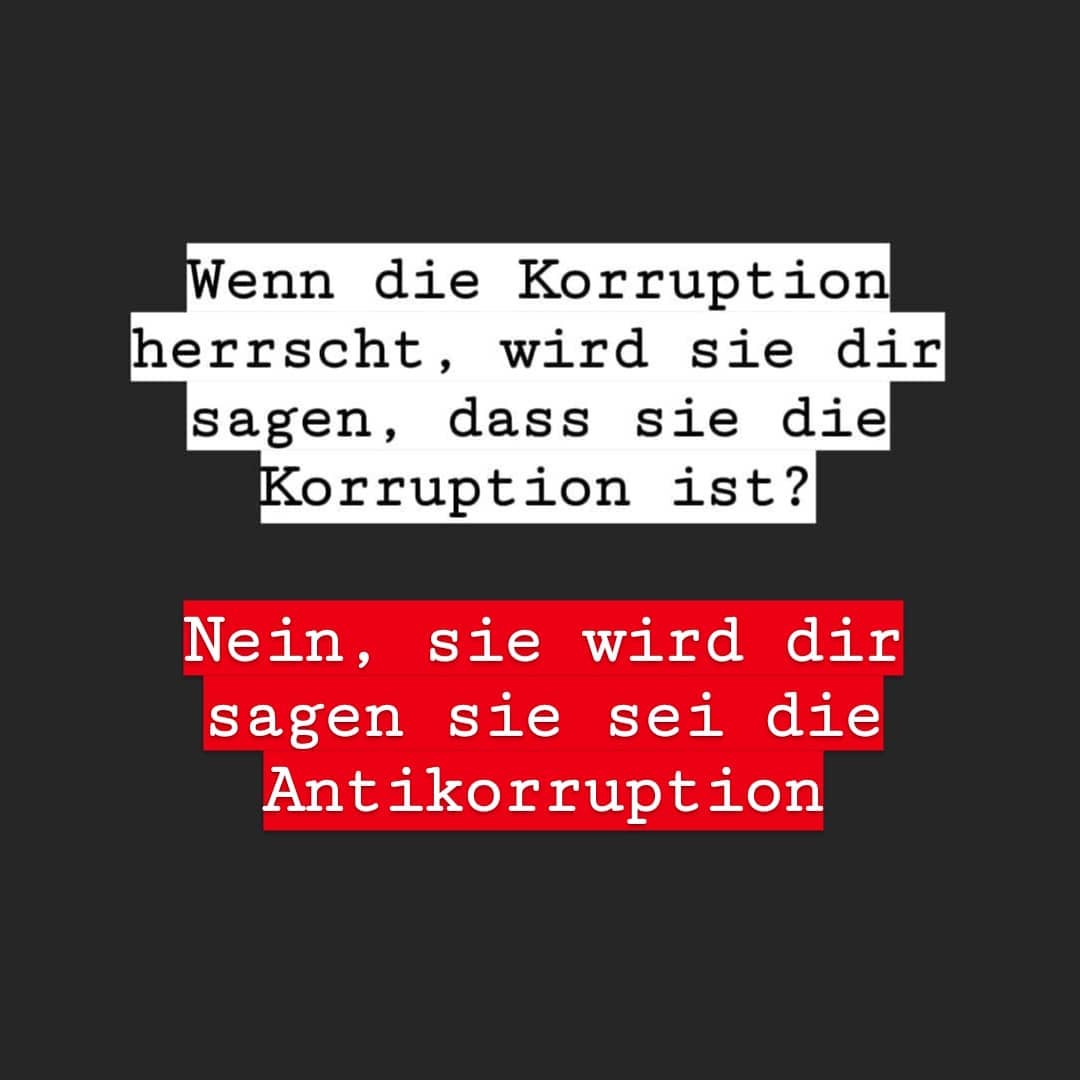 Wenn die Korruption
herrscht, wird sie dir
sagen, dass sie die
Korruption ist?
Nein, sie wird dir
sagen sie sei die
Antikorruption